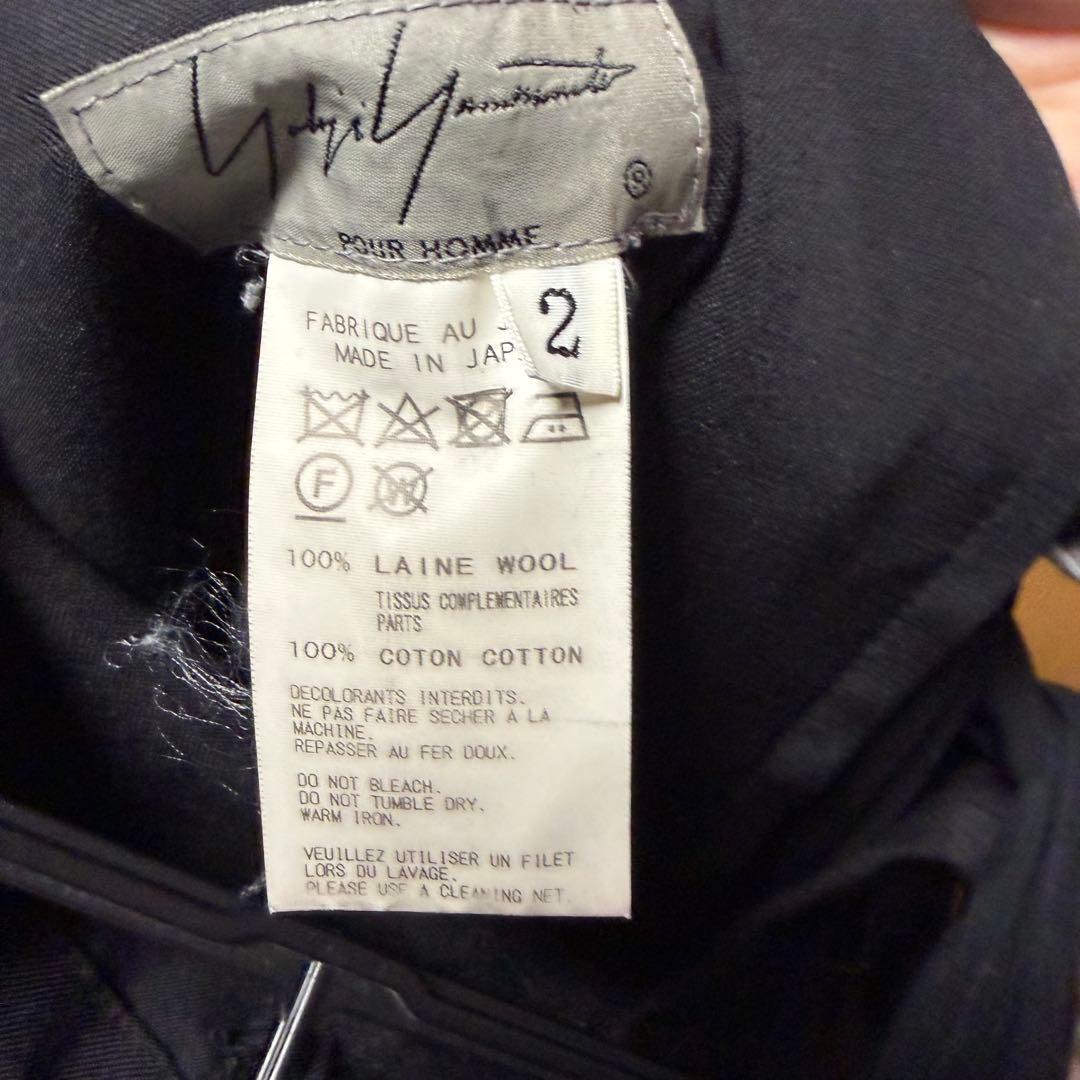 Yohji Yamamoto
®
POUR HOMME
2
FABRIQUE AU
MADE IN JAP
F
W
100% LAINE WOOL
TISSUS COMPLEMENTAIRES
PARTS
100% COTON COTTON
DECOLORANTS INTERDITS.
NE PAS FAIRE SECHER A LA
MACHINE.
REPASSER AU FER DOUX.
DO NOT BLEACH.
DO NOT TUMBLE DRY.
WARM IRON.
VEUILLEZ UTILISER UN FILET
LORS DU LAVAGE.
PLEASE USE A CLEANING NET.